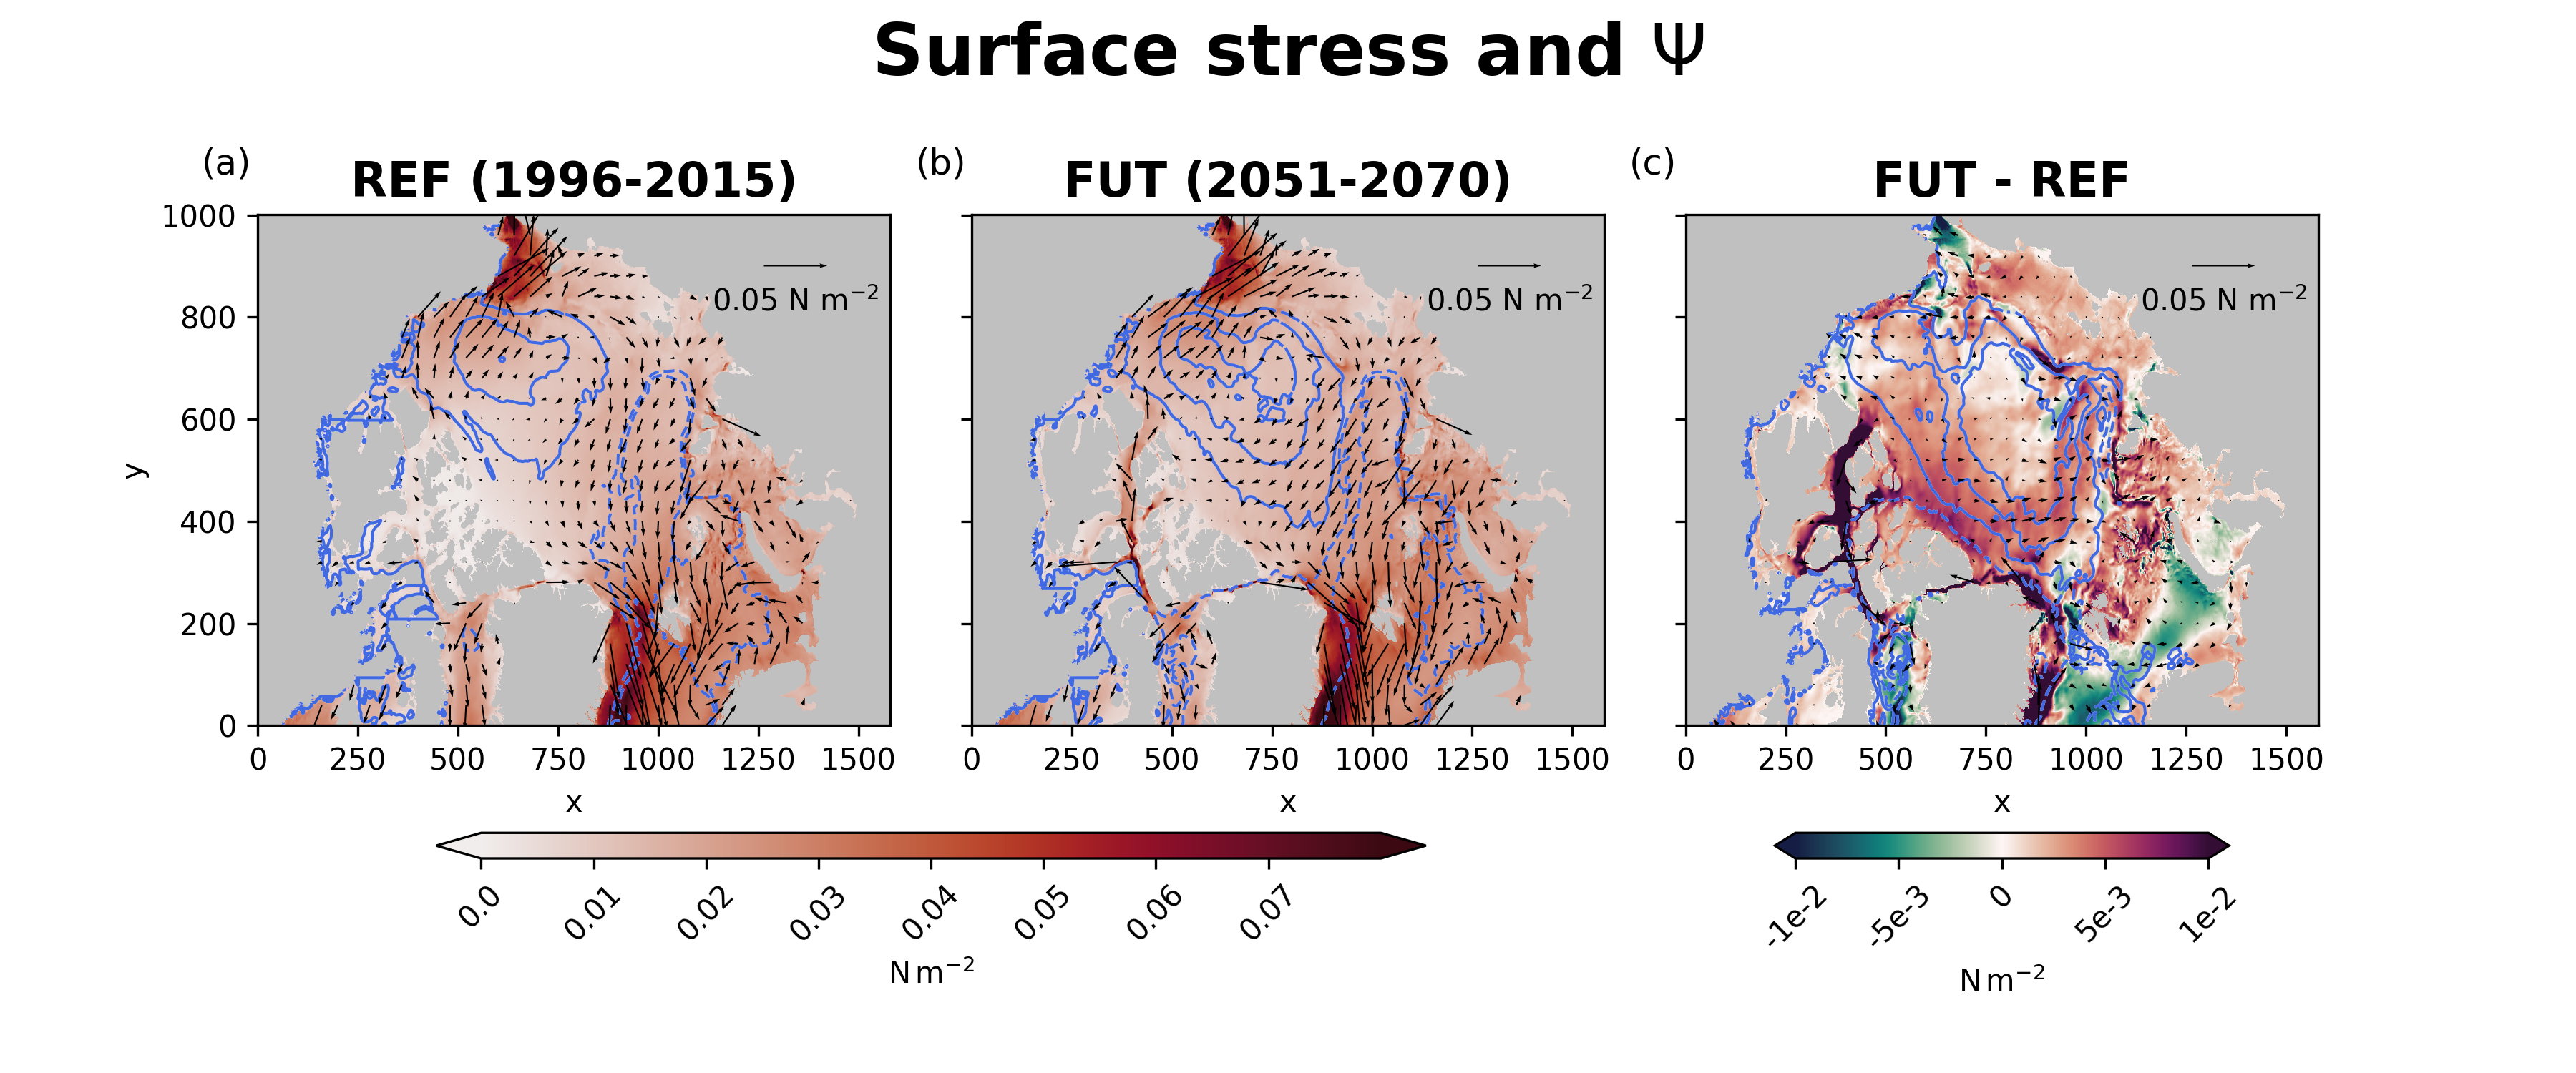 Surface stress and Ψ
(a) REF (1996-2015)
(b) FUT (2051-2070)
(c) FUT - REF
0.05 N m⁻²
0.05 N m⁻²
0.05 N m⁻²
1000
800
600
400
200
0
y
0 250 500 750 1000 1250 1500
0 250 500 750 1000 1250 1500
0 250 500 750 1000 1250 1500
x
x
x
0.0 0.01 0.02 0.03 0.04 0.05 0.06 0.07
N m⁻²
-1e-2 -5e-3 0 5e-3 1e-2
N m⁻²